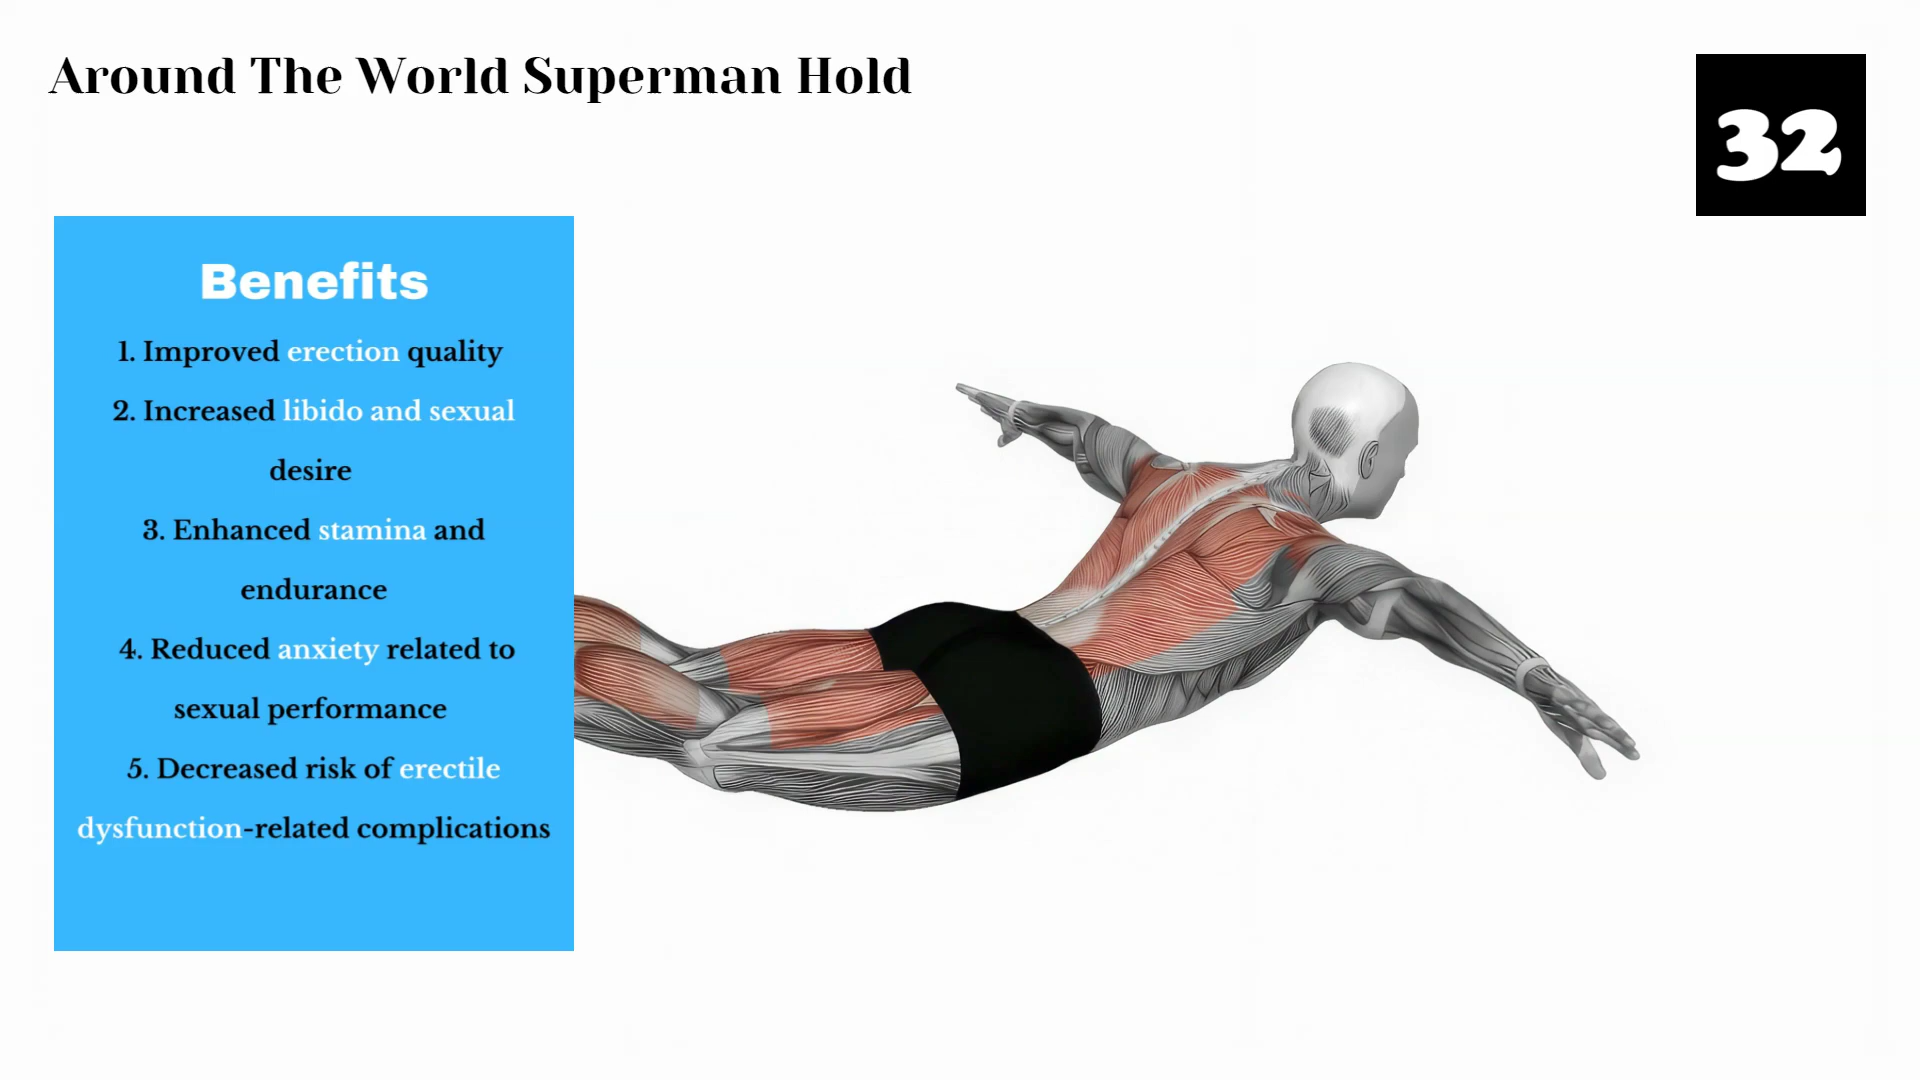 Around The World Superman Hold
32
Benefits
1. Improved erection quality
2. Increased libido and sexual
desire
3. Enhanced stamina and
endurance
4. Reduced anxiety related to
sexual performance
5. Decreased risk of erectile
dysfunction-related complications